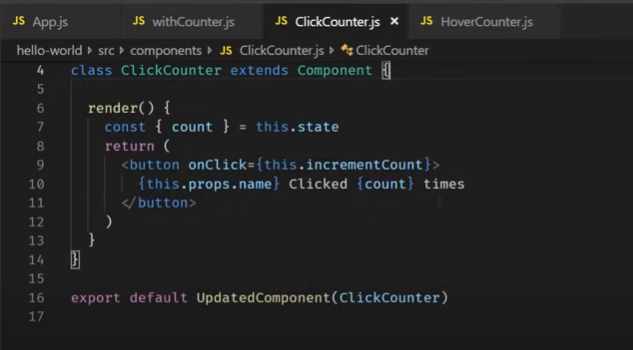 JS App.js JS withCounter.js JS ClickCounter.js × JS HoverCounter.js
hello-world > src > components > JS ClickCounter.js > ClickCounter
4 class ClickCounter extends Component {
5
6 render() {
7 const { count } = this.state
8 return (
9 <button onClick={this.incrementCount}>
10 {this.props.name} Clicked {count} times
11 </button>
12 )
13 }
14 }
15
16 export default UpdatedComponent(ClickCounter)
17